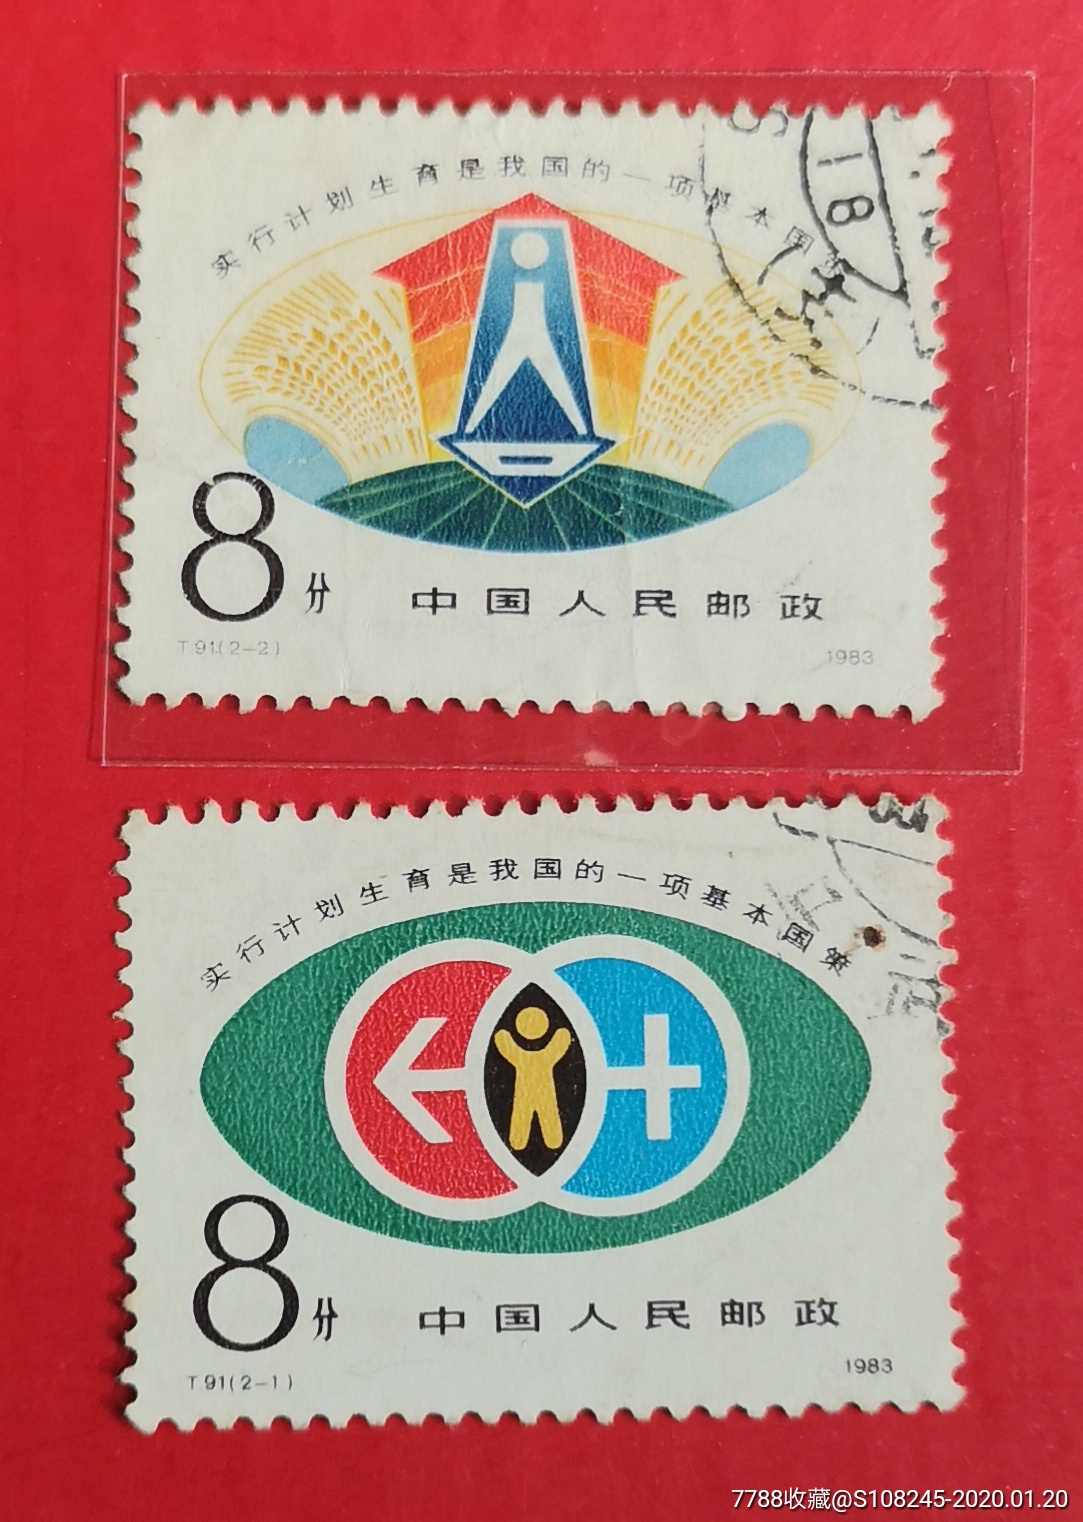 实行计划生育是我国的一项基本国
8分
中国人民邮政
T.91.(2-2)
1983
18
实行计划生育是我国的一项基本国策
8分
中国人民邮政
T.91(2-1)
1983
7788收藏@S108245-2020.01.20